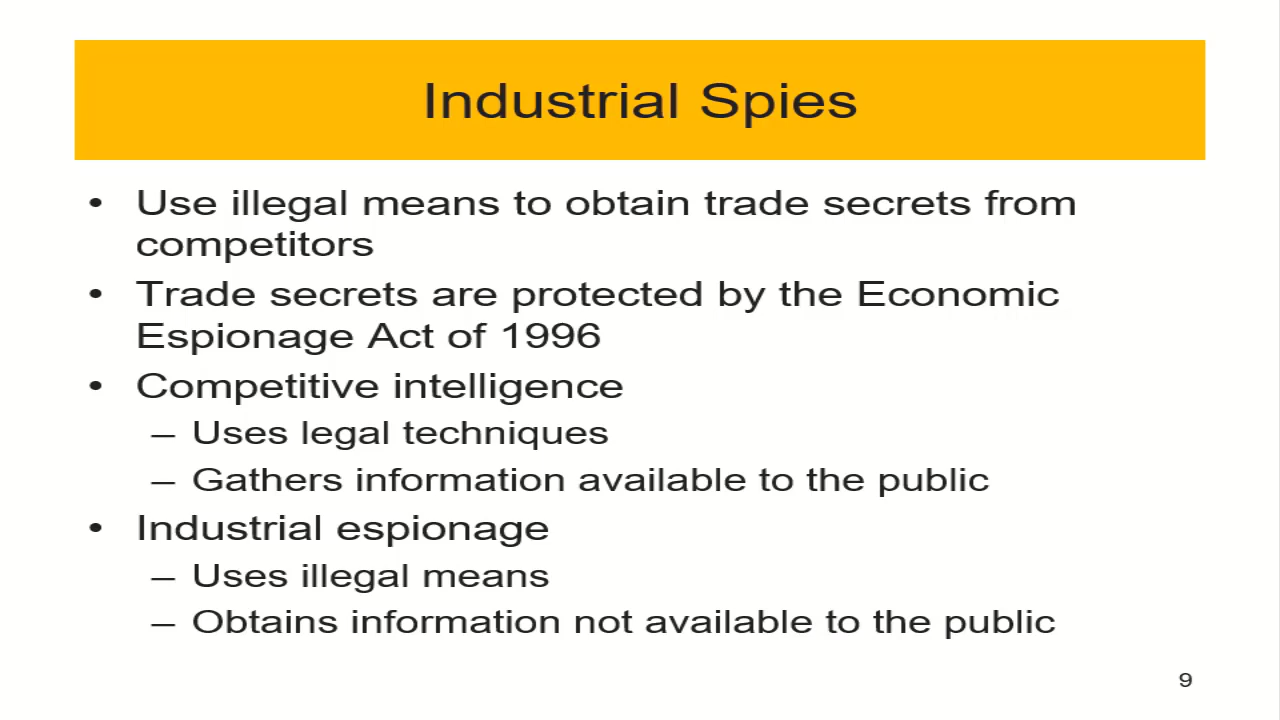 Industrial Spies
• Use illegal means to obtain trade secrets from
competitors
• Trade secrets are protected by the Economic
Espionage Act of 1996
• Competitive intelligence
– Uses legal techniques
– Gathers information available to the public
• Industrial espionage
– Uses illegal means
– Obtains information not available to the public
9